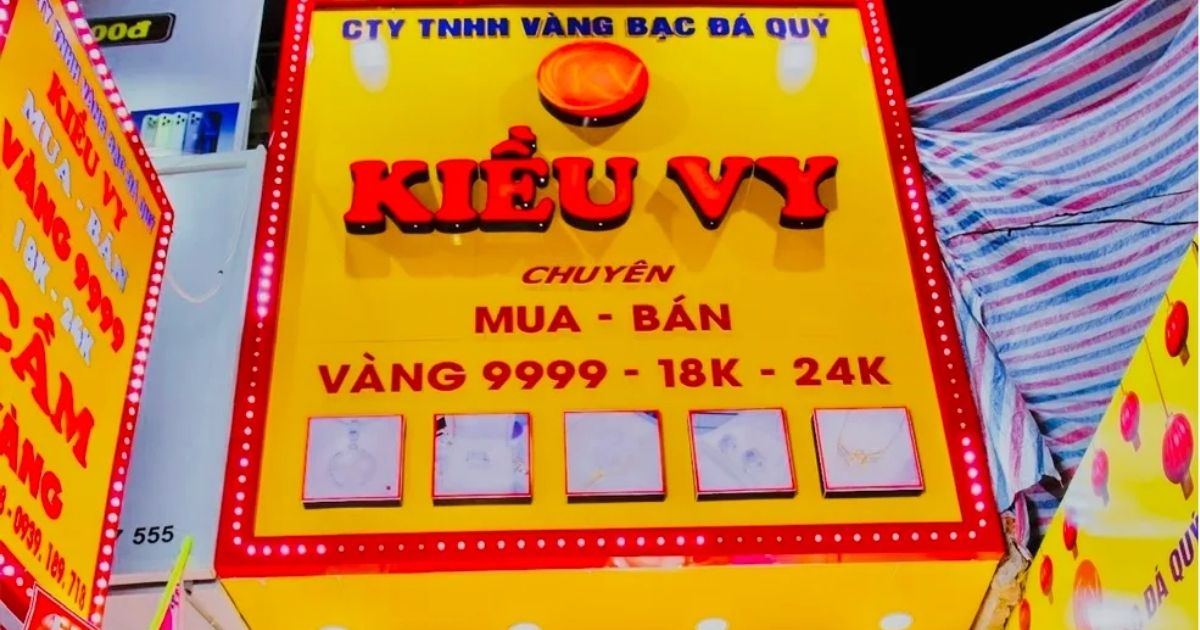 CTY TNHH VÀNG BẠC ĐÁ QUÝ
KV
KIỀU VY
CHUYÊN
MUA - BÁN
VÀNG 9999 - 18K - 24K
KIỀU VY
MUA - BÁN
VÀNG 9999
18K - 24K
CẦM
VÀNG
0939.189.718
555
ĐÁ QUÝ